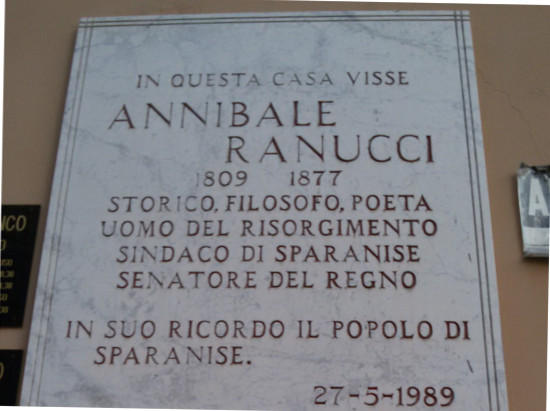 IN QUESTA CASA VISSE
ANNIBALE
RANUCCI
1809 1877
STORICO, FILOSOFO, POETA
UOMO DEL RISORGIMENTO
SINDACO DI SPARANISE
SENATORE DEL REGNO
IN SUO RICORDO IL POPOLO DI
SPARANISE.
27-5-1989